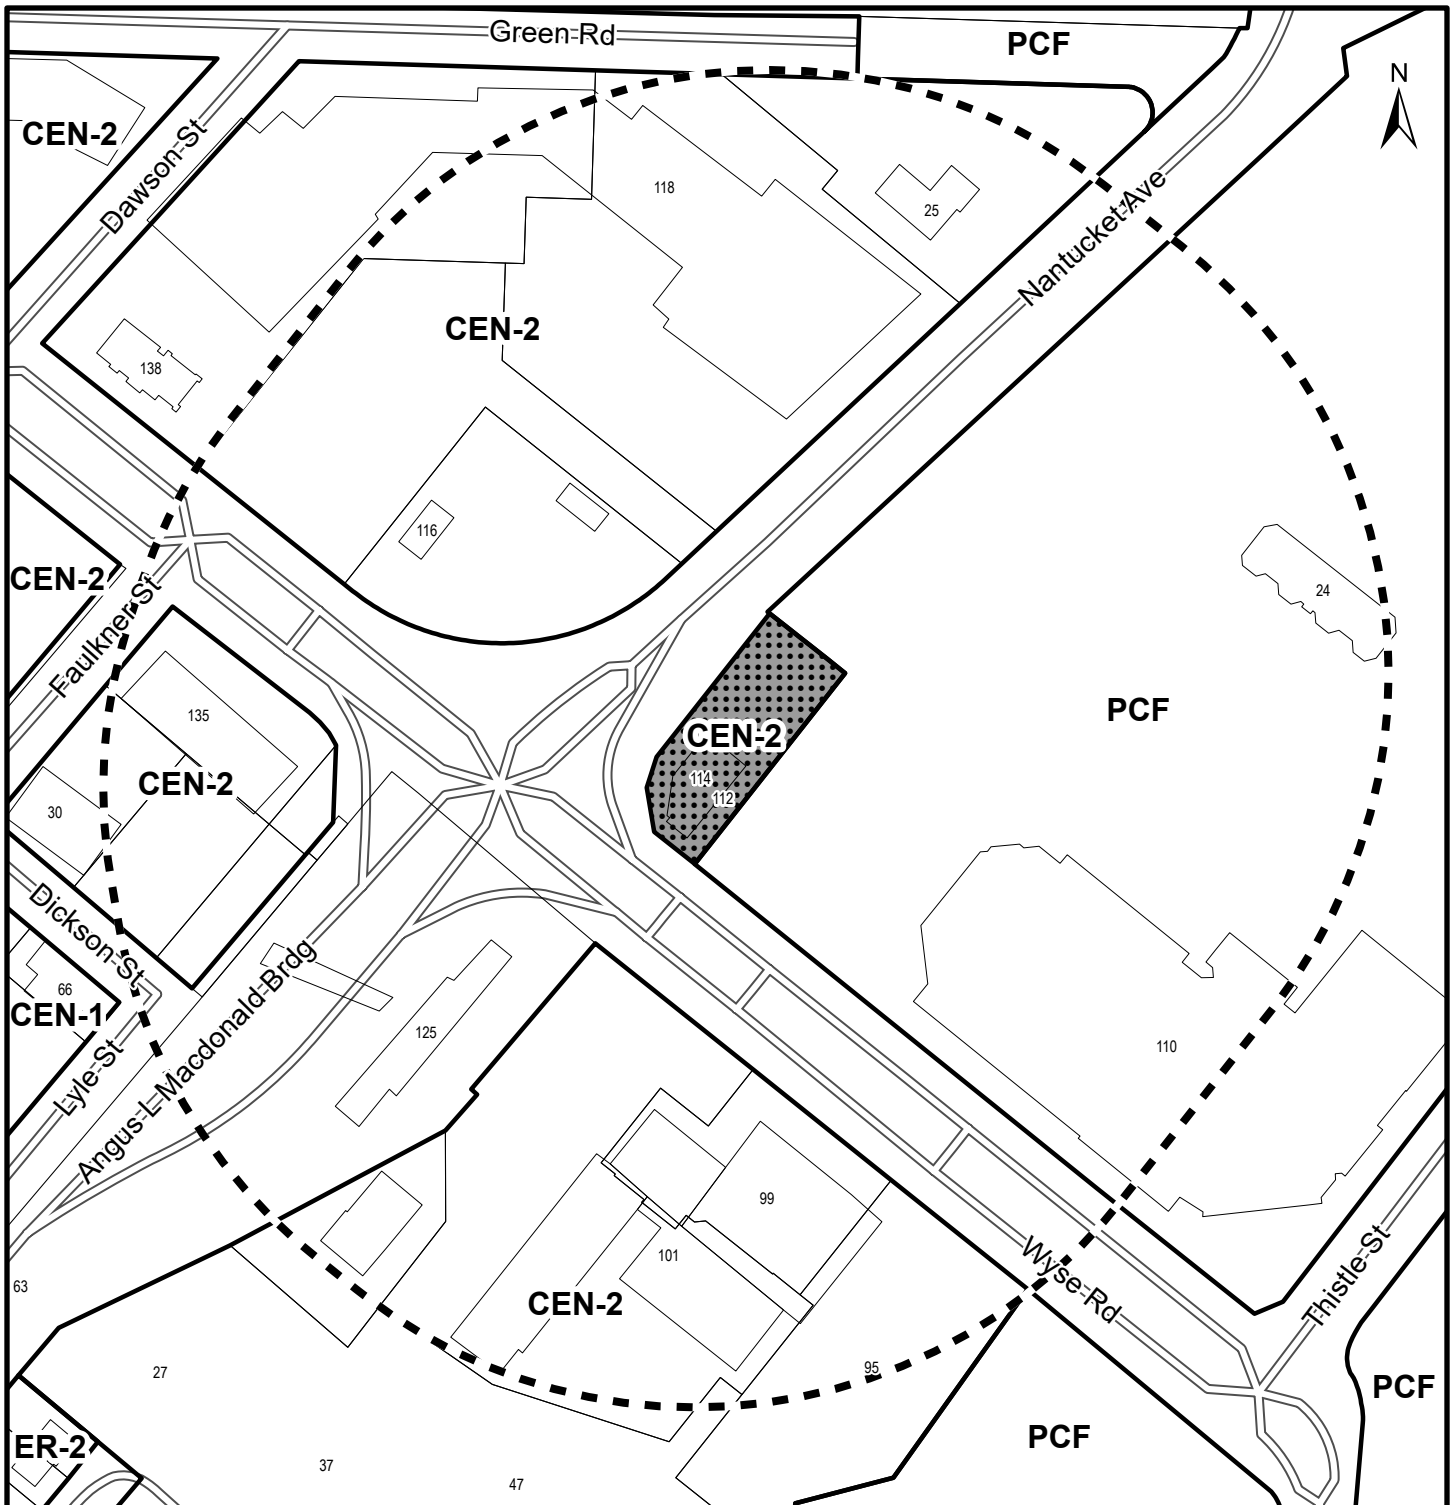 Green Rd
PCF
N
CEN-2
Dawson St
118
25
Nantucket Ave
CEN-2
138
116
CEN-2
24
Faulkner St
PCF
135
CEN-2
114
112
CEN-2
30
Dickson St
66
CEN-1
Lyle St
Angus L Macdonald Brdg
125
110
99
101
CEN-2
Wyse Rd
Thistle St
63
27
95
PCF
PCF
ER-2
37
47